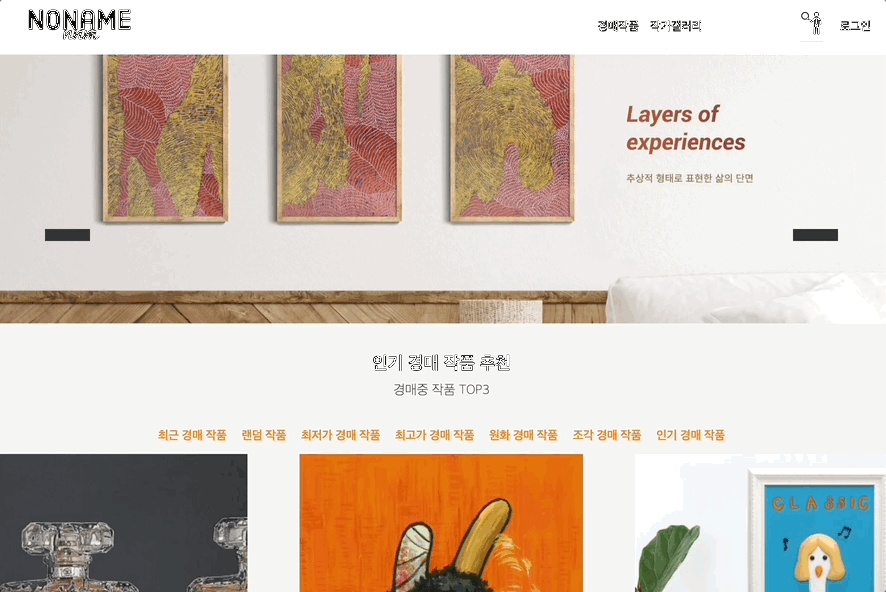 NONAME
경매작품 작가갤러리
로그인
Layers of
experiences
추상적 형태로 표현한 삶의 단면
인기 경매 작품 추천
경매중 작품 TOP3
최근 경매 작품 랜덤 작품 최저가 경매 작품 최고가 경매 작품 원화 경매 작품 조각 경매 작품 인기 경매 작품
CLASSIC